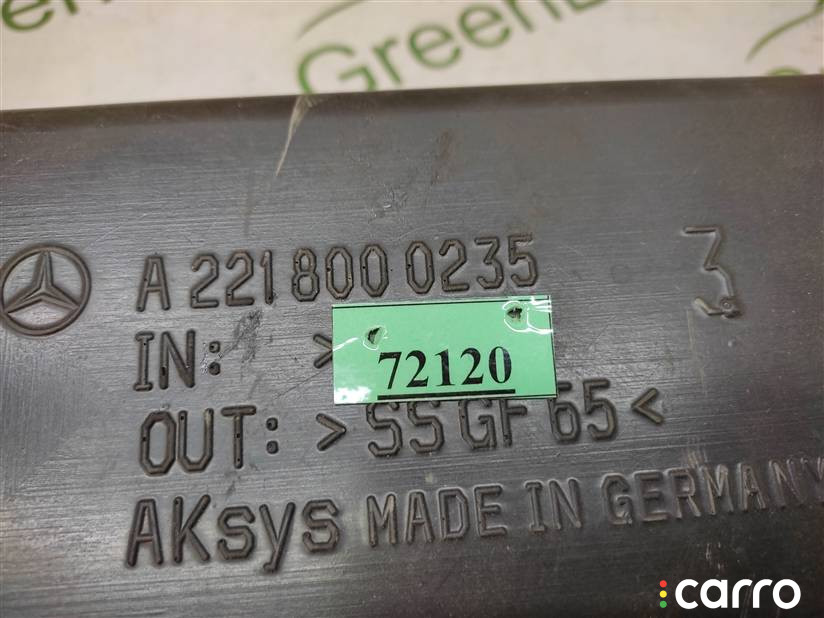 Green
A 221 800 0235
3
IN: >
72120
OUT: > SS GF 65 <
AKsys MADE IN GERMANY
carro